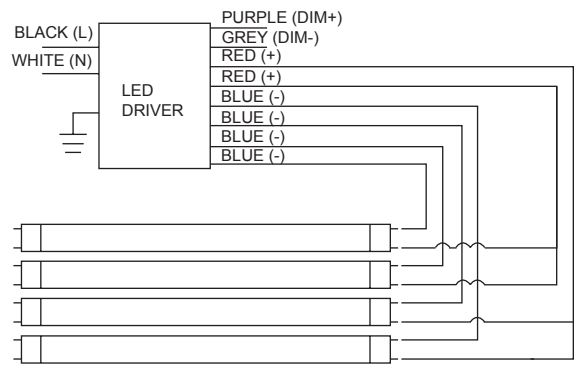 BLACK (L)
WHITE (N)
LED
DRIVER
PURPLE (DIM+)
GREY (DIM-)
RED (+)
RED (+)
BLUE (-)
BLUE (-)
BLUE (-)
BLUE (-)